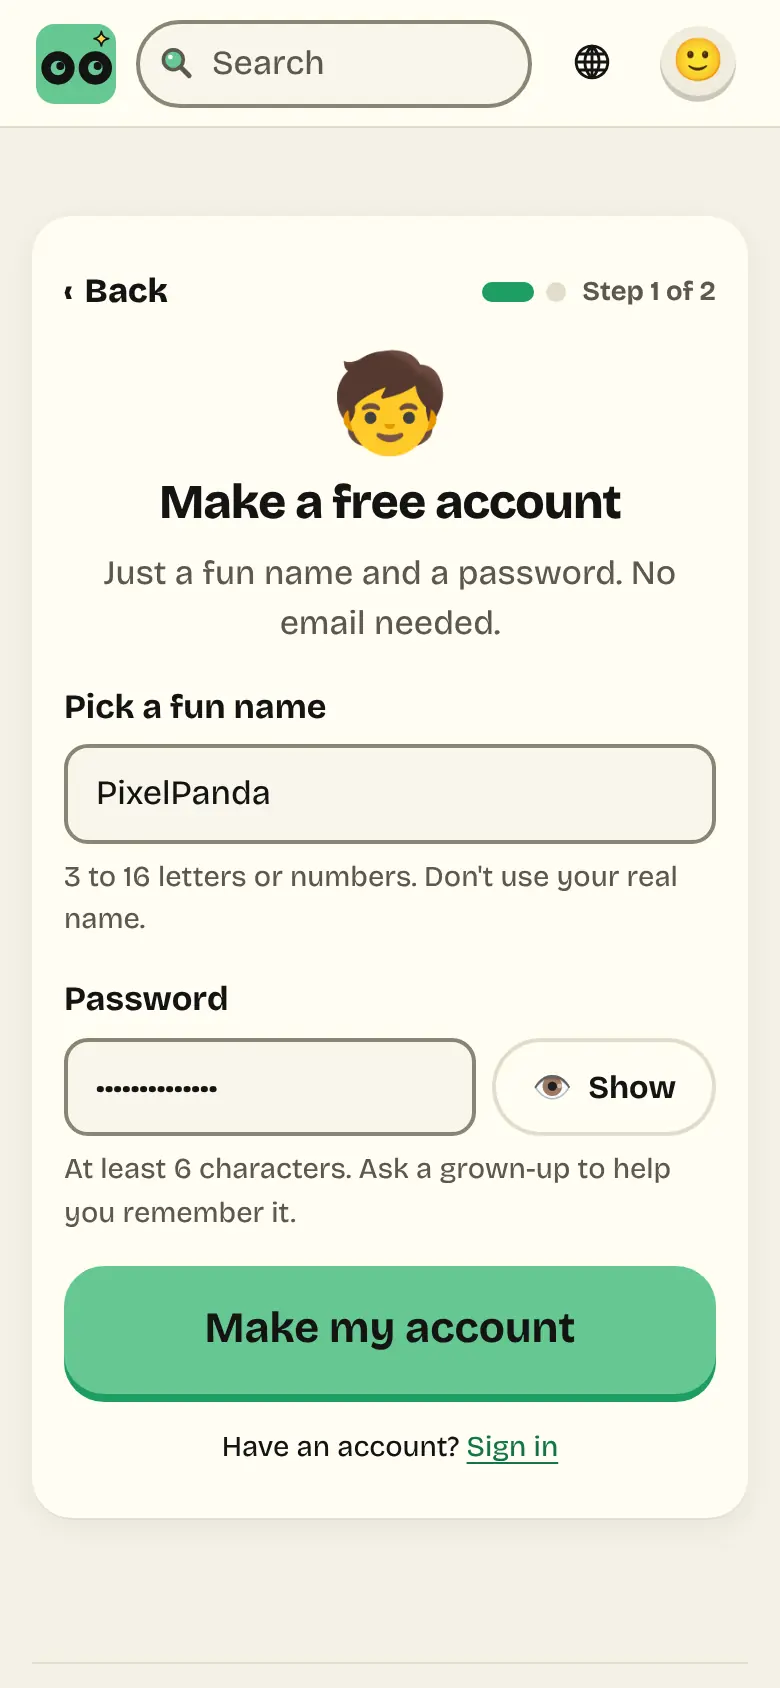 Search
‹ Back
Step 1 of 2
Make a free account
Just a fun name and a password. No
email needed.
Pick a fun name
PixelPanda
3 to 16 letters or numbers. Don't use your real
name.
Password
••••••••••••••
Show
At least 6 characters. Ask a grown-up to help
you remember it.
Make my account
Have an account? Sign in